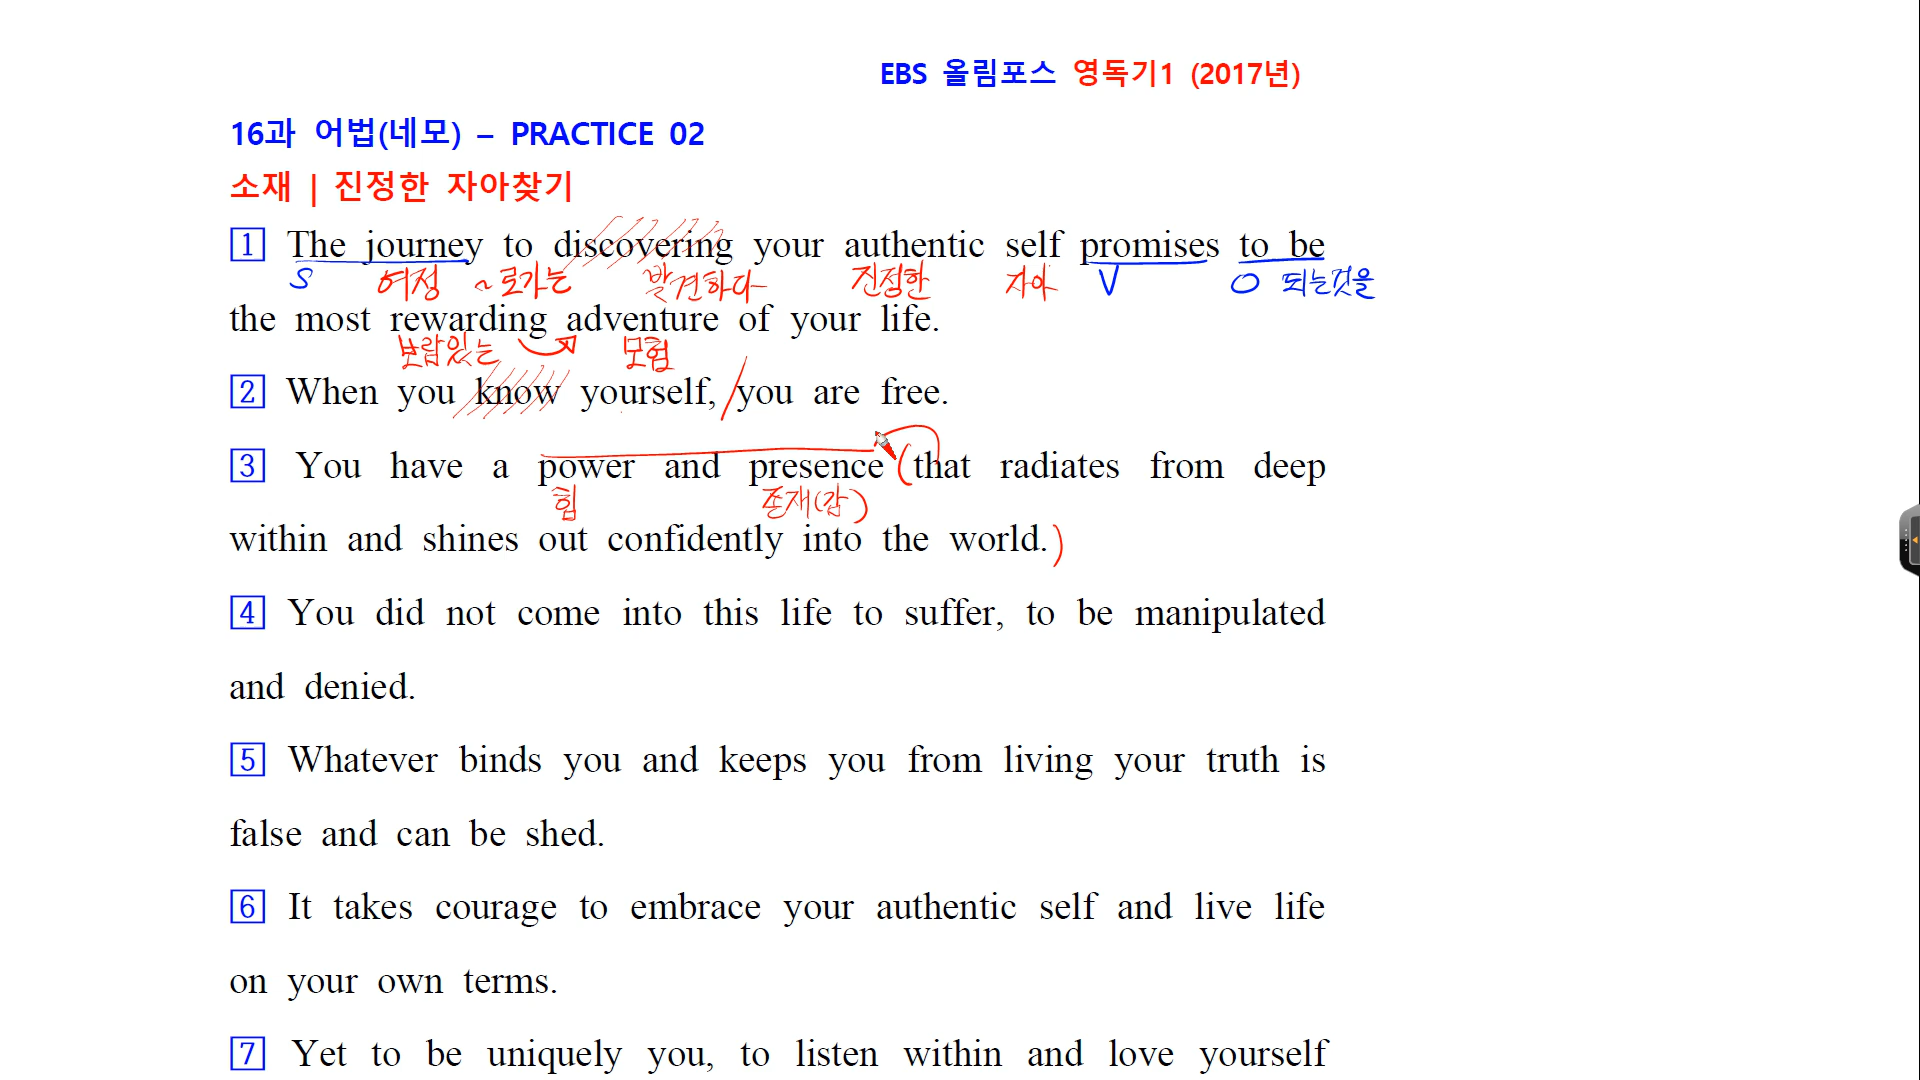 EBS 올림포스 영독기1 (2017년)
16과 어법(네모) – PRACTICE 02
소재 | 진정한 자아찾기
1 The journey to discovering your authentic self promises to be
S 여정 ~로가는 발견하다 진정한 자아 V O 되는것을
the most rewarding adventure of your life.
보람있는 모험
2 When you know yourself, you are free.
3 You have a power and presence (that radiates from deep
힘 존재(감)
within and shines out confidently into the world.)
4 You did not come into this life to suffer, to be manipulated
and denied.
5 Whatever binds you and keeps you from living your truth is
false and can be shed.
6 It takes courage to embrace your authentic self and live life
on your own terms.
7 Yet to be uniquely you, to listen within and love yourself